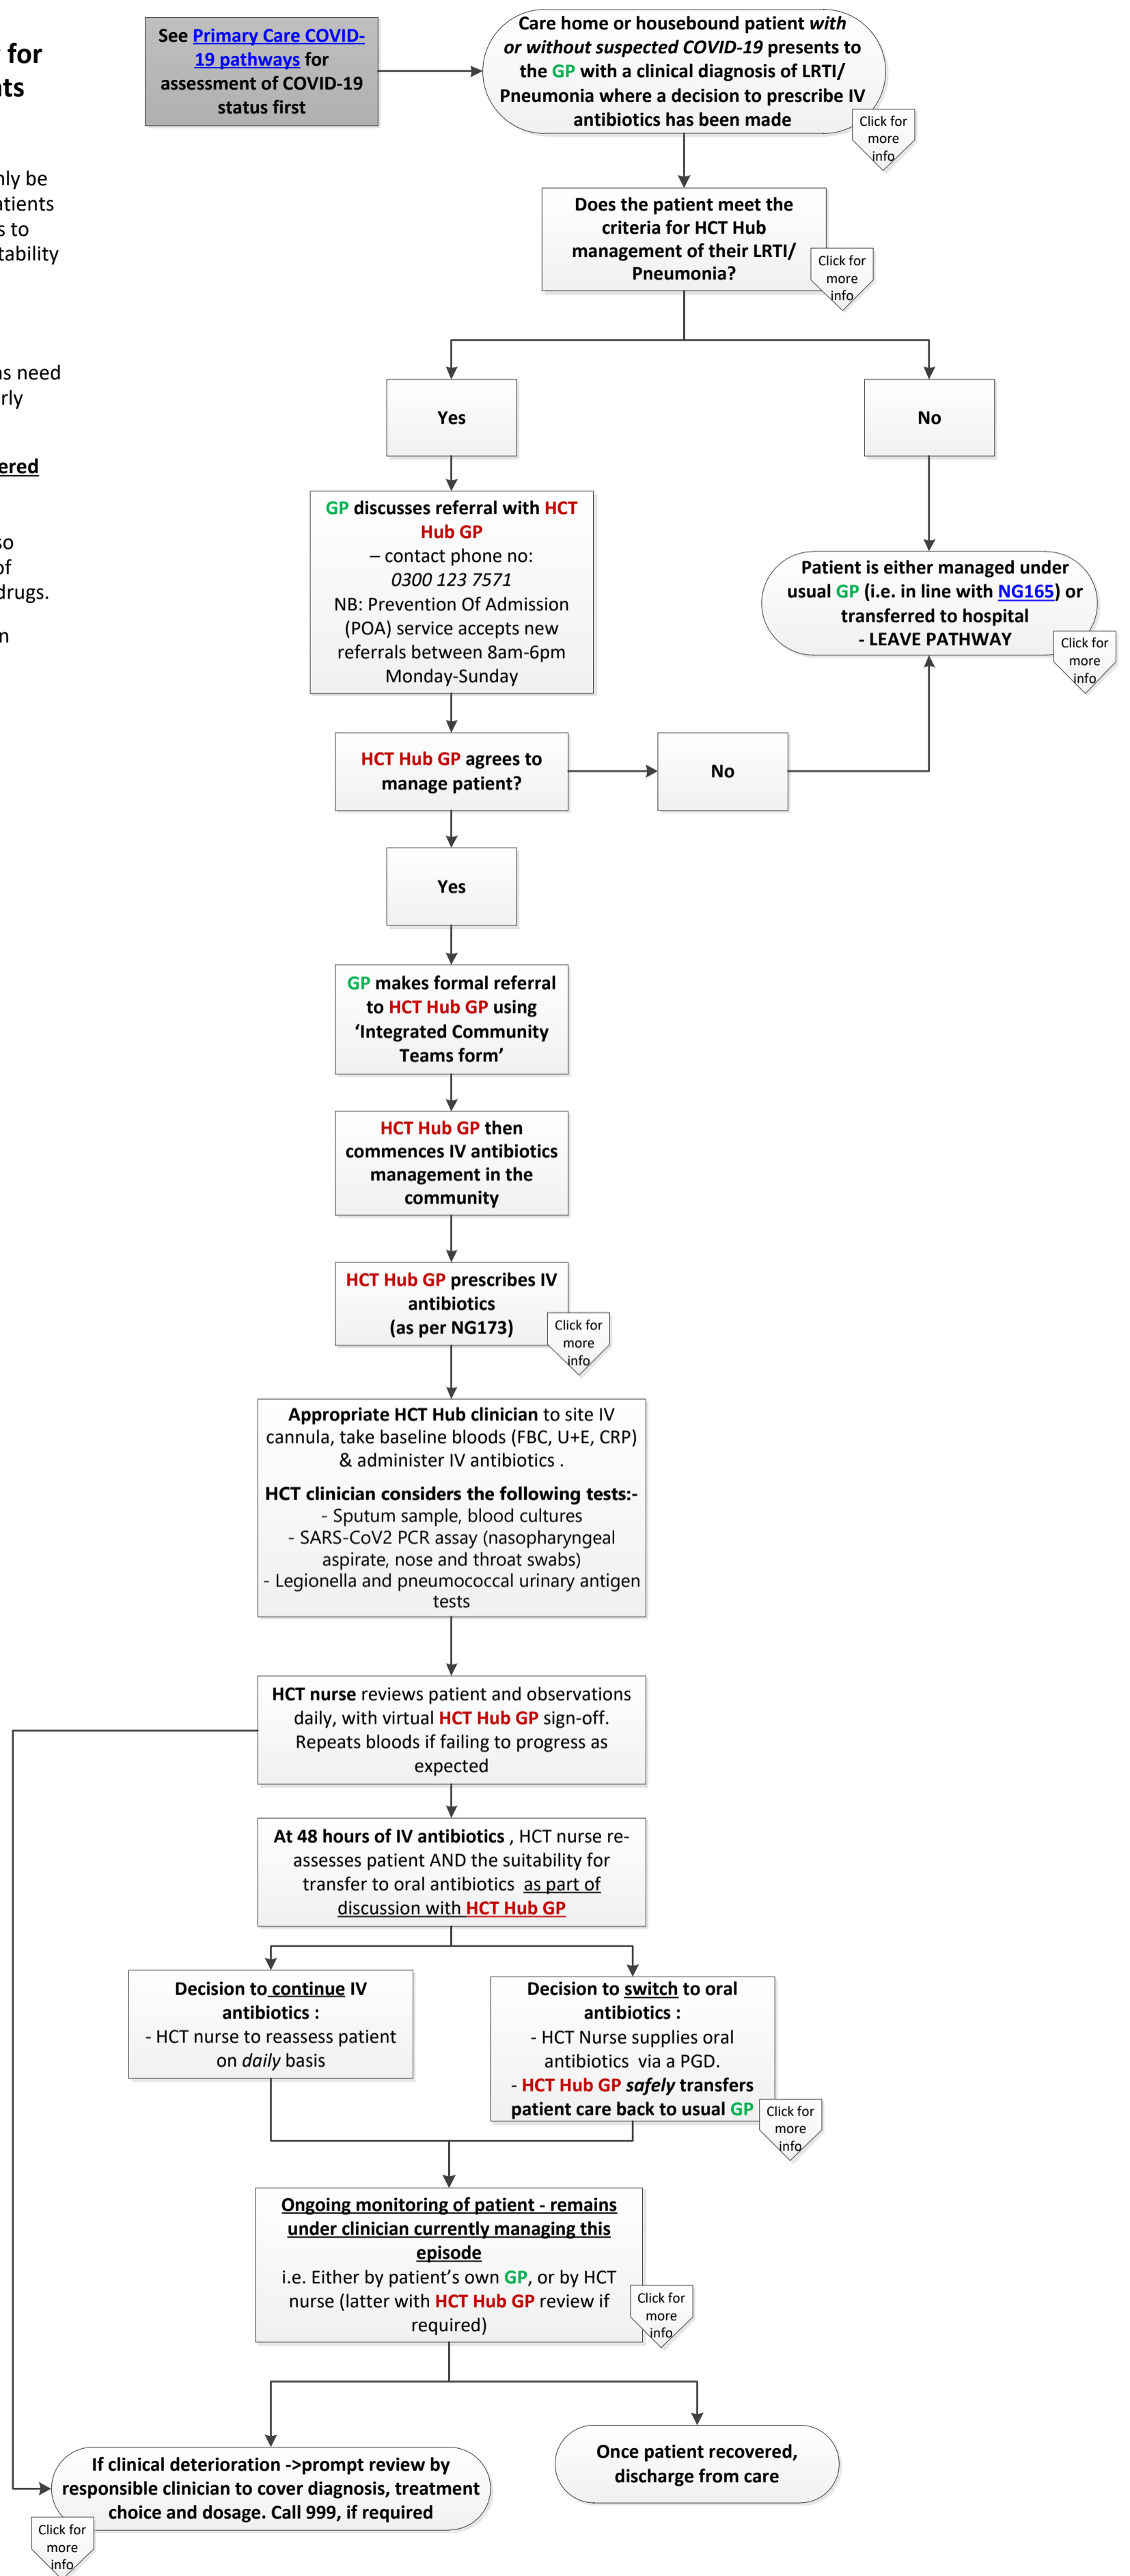 for
nts
nly be
atients
s to
tability
as need
rly
ered
so
of
drugs.
n
See Primary Care COVID-
19 pathways for
assessment of COVID-19
status first
Care home or housebound patient with
or without suspected COVID-19 presents to
the GP with a clinical diagnosis of LRTI/
Pneumonia where a decision to prescribe IV
antibiotics has been made
Click for
more
info
Does the patient meet the
criteria for HCT Hub
management of their LRTI/
Pneumonia?
Click for
more
info
Yes
No
GP discusses referral with HCT
Hub GP
– contact phone no:
0300 123 7571
NB: Prevention Of Admission
(POA) service accepts new
referrals between 8am-6pm
Monday-Sunday
Patient is either managed under
usual GP (i.e. in line with NG165) or
transferred to hospital
- LEAVE PATHWAY
Click for
more
info
HCT Hub GP agrees to
manage patient?
No
Yes
GP makes formal referral
to HCT Hub GP using
‘Integrated Community
Teams form’
HCT Hub GP then
commences IV antibiotics
management in the
community
HCT Hub GP prescribes IV
antibiotics
(as per NG173)
Click for
more
info
Appropriate HCT Hub clinician to site IV
cannula, take baseline bloods (FBC, U+E, CRP)
& administer IV antibiotics .
HCT clinician considers the following tests:-
- Sputum sample, blood cultures
- SARS-CoV2 PCR assay (nasopharyngeal
aspirate, nose and throat swabs)
- Legionella and pneumococcal urinary antigen
tests
HCT nurse reviews patient and observations
daily, with virtual HCT Hub GP sign-off.
Repeats bloods if failing to progress as
expected
At 48 hours of IV antibiotics , HCT nurse re-
assesses patient AND the suitability for
transfer to oral antibiotics as part of
discussion with HCT Hub GP
Decision to continue IV
antibiotics :
- HCT nurse to reassess patient
on daily basis
Decision to switch to oral
antibiotics :
- HCT Nurse supplies oral
antibiotics via a PGD.
- HCT Hub GP safely transfers
patient care back to usual GP
Click for
more
info
Ongoing monitoring of patient - remains
under clinician currently managing this
episode
i.e. Either by patient's own GP, or by HCT
nurse (latter with HCT Hub GP review if
required)
Click for
more
info
If clinical deterioration ->prompt review by
responsible clinician to cover diagnosis, treatment
choice and dosage. Call 999, if required
Click for
more
info
Once patient recovered,
discharge from care